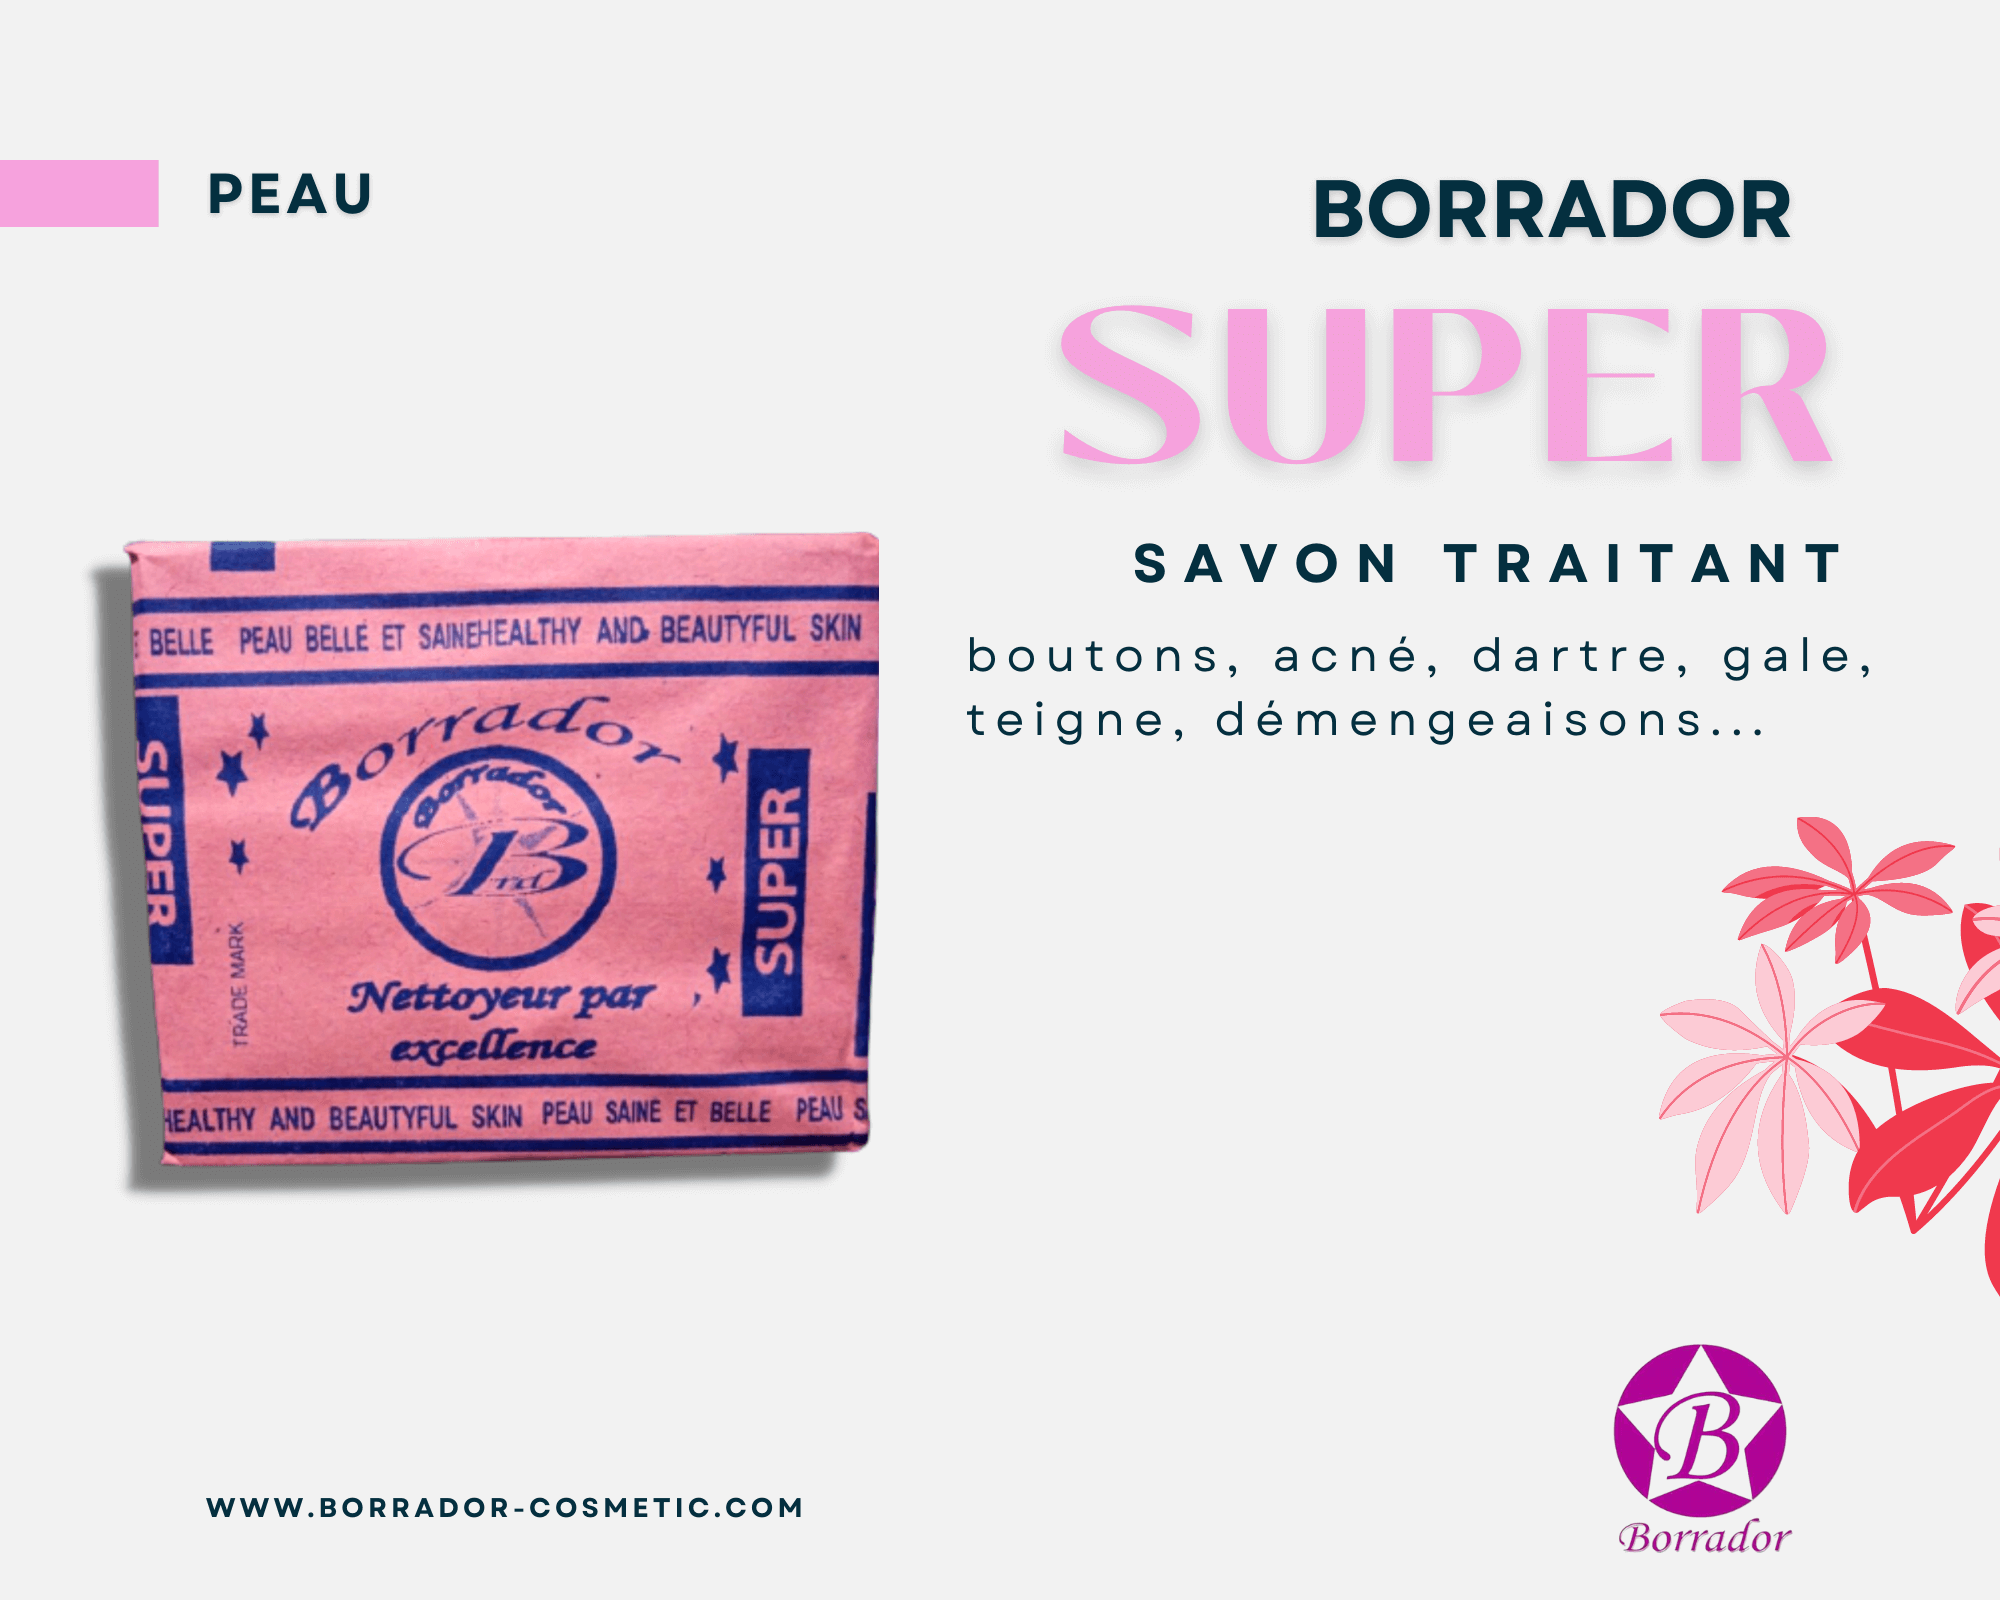 PEAU
BORRADOR
SUPER
SAVON TRAITANT
boutons, acné, dartre, gale,
teigne, démengeaisons...
BELLE PEAU BELLE ET SAINEHEALTHY AND BEAUTYFUL SKIN
SUPER
Borrador
Borrador
Brd
SUPER
TRADE MARK
Nettoyeur par
excellence
HEALTHY AND BEAUTYFUL SKIN PEAU SAINE ET BELLE PEAU S
WWW.BORRADOR-COSMETIC.COM
B
Borrador